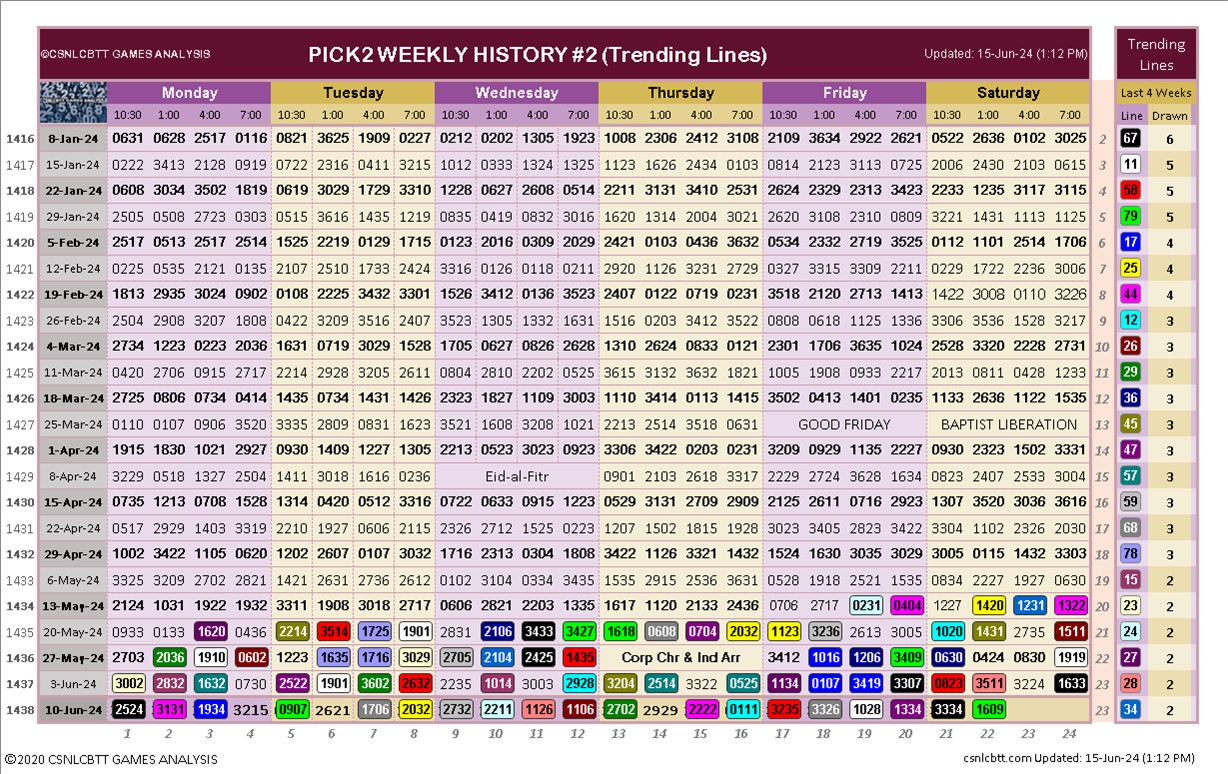 ©CSNLCBTT GAMES ANALYSIS PICK2 WEEKLY HISTORY #2 (Trending Lines) Updated: 15-Jun-24 (1:12 PM) Trending Lines
Monday Tuesday Wednesday Thursday Friday Saturday Last 4 Weeks
10:30 1:00 4:00 7:00 10:30 1:00 4:00 7:00 10:30 1:00 4:00 7:00 10:30 1:00 4:00 7:00 10:30 1:00 4:00 7:00 10:30 1:00 4:00 7:00 Line Drawn
1416 8-Jan-24 0631 0628 2517 0116 0821 3625 1909 0227 0212 0202 1305 1923 1008 2306 2412 3108 2109 3634 2922 2621 0522 2636 0102 3025 2 67 6
1417 15-Jan-24 0222 3413 2128 0919 0722 2316 0411 3215 1012 0333 1324 1325 1123 1626 2434 0103 0814 2123 3113 0725 2006 2430 2103 0615 3 11 5
1418 22-Jan-24 0608 3034 3502 1819 0619 3029 1729 3310 1228 0627 2608 0514 2211 3131 3410 2531 2624 2329 2313 3423 2233 1235 3117 3115 4 58 5
1419 29-Jan-24 2505 0508 2723 0303 0515 3616 1435 1219 0835 0419 0832 3016 1620 1314 2004 3021 2620 3108 2310 0809 3221 1431 1113 1125 5 79 5
1420 5-Feb-24 2517 0513 2517 2514 1525 2219 0129 1715 0123 2016 0309 2029 2421 0103 0436 3632 0534 2332 2719 3525 0112 1101 2514 1706 6 17 4
1421 12-Feb-24 0225 0535 2121 0135 2107 2510 1733 2424 3316 0126 0118 0211 2920 1126 3231 2729 0327 3315 3309 2211 0229 1722 2236 3006 7 25 4
1422 19-Feb-24 1813 2935 3024 0902 0108 2225 3432 3301 1526 3412 0136 3523 2407 0122 0719 0231 3518 2120 2713 1413 1422 3008 0110 3226 8 44 4
1423 26-Feb-24 2504 2908 3207 1808 0422 3209 3516 2407 3523 1305 1332 1631 1516 0203 3412 3522 0808 0618 1125 1336 3306 3536 1528 3217 9 12 3
1424 4-Mar-24 2734 1223 0223 2036 1631 0719 3029 1528 1705 0627 0826 2628 1310 2624 0833 0121 2301 1706 3635 1024 2528 3320 2228 2731 10 26 3
1425 11-Mar-24 0420 2706 0915 2717 2214 2928 3205 2611 0804 2810 2202 0525 3615 3132 3632 1821 1005 1908 0933 2217 2013 0811 0428 1233 11 29 3
1426 18-Mar-24 2725 0806 0734 0414 1435 0734 1431 1426 2323 1827 1109 3003 1110 3414 0113 1415 3502 0413 1401 0235 1133 2636 1122 1535 12 36 3
1427 25-Mar-24 0110 0107 0906 3520 3335 2809 0831 1623 3521 1608 3208 1021 2213 2514 3518 0631 GOOD FRIDAY BAPTIST LIBERATION 13 45 3
1428 1-Apr-24 1915 1830 1021 2927 0930 1409 1227 1305 2213 0523 3023 0923 3306 3422 0203 0231 3209 0929 1135 2227 0930 2323 1502 3331 14 47 3
1429 8-Apr-24 3229 0518 1327 2504 1411 3018 1616 0235 Eid-al-Fitr 0901 2103 3618 3317 2229 2724 3628 1634 0823 2407 2533 3004 15 57 3
1430 15-Apr-24 0735 1213 0708 1528 1314 0420 0512 3316 0722 0633 0915 1223 0529 3131 2709 2909 2125 2611 0716 2923 1307 3520 3036 3616 16 59 3
1431 22-Apr-24 0517 2929 1403 3319 2210 1927 0606 2115 2326 2712 1525 0223 1207 1502 1815 1928 3023 3405 2823 3422 3304 1102 2326 2030 17 68 3
1432 29-Apr-24 1002 3422 1105 0620 1202 2607 0107 3032 1716 2313 0304 1808 3422 1126 3321 1432 1524 1630 3035 3029 3005 0115 1432 3303 18 78 3
1433 6-May-24 3325 3209 2702 2821 1421 2631 2736 2612 0102 3104 0334 3435 1535 2915 2536 3631 0528 1918 2521 1535 0834 2227 1927 0630 19 15 2
1434 13-May-24 2124 1031 1922 1932 3311 1908 3018 2717 0606 2821 2203 1335 1617 1120 2133 2436 0706 2717 0231 0404 1227 1420 1231 1322 20 23 2
1435 20-May-24 0933 0133 1620 0436 2214 3514 1725 1901 2831 2106 3433 3427 1618 0608 0704 2032 1123 3236 2613 3005 1020 1431 2735 1511 21 24 2
1436 27-May-24 2703 2036 1910 0602 1223 1635 1716 3029 2705 2104 2425 1435 Corp Chr & Ind Arr 3412 1016 1206 3409 0630 0424 0830 1919 22 27 2
1437 3-Jun-24 3002 2832 1632 0730 2522 1901 3602 2632 2235 1014 3003 2928 3204 2514 3322 0525 1134 0107 3419 3307 0823 3511 3224 1633 23 28 2
1438 10-Jun-24 2524 3131 1934 3215 0907 2621 1706 2032 2732 2211 1126 1106 2702 2929 2222 0111 3235 3326 1028 1334 3334 1609 23 34 2
1 2 3 4 5 6 7 8 9 10 11 12 13 14 15 16 17 18 19 20 21 22 23 24
©2020 CSNLCBTT GAMES ANALYSIS csnlcbtt.com Updated: 15-Jun-24 (1:12 PM)